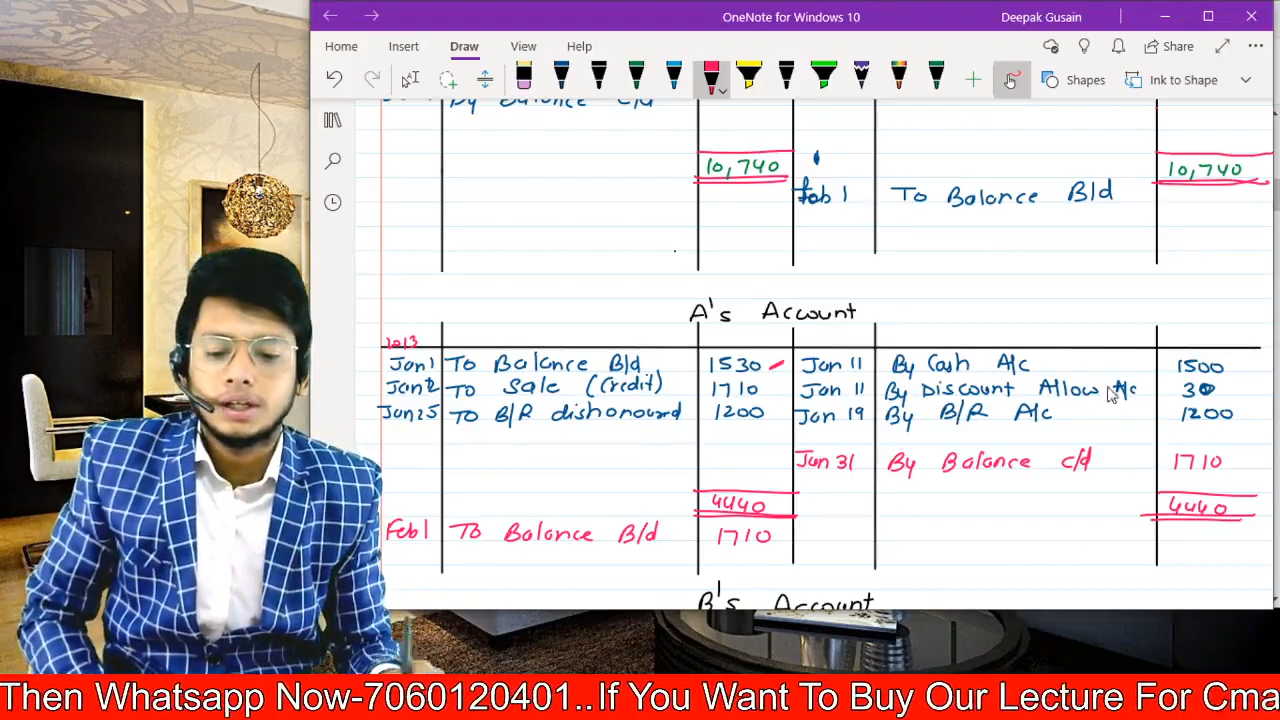 OneNote for Windows 10
Deepak Gusain
Home Insert Draw View Help
Share
Shapes
Ink to Shape
By Balance c/d
10,740 10,740
Feb 1 To Balance B/d
A's Account
1013
Jan 1 To Balance B/d 1530 Jan 11 By Cash A/c 1500
Jan 2 To Sale (Credit) 1710 Jan 11 By Discount Allow A/c 30
Jan 25 To B/R dishonourd 1200 Jan 19 By B/R A/c 1200
Jan 31 By Balance c/d 1710
4440 4440
Feb 1 To Balance B/d 1710
B's Account
Then Whatsapp Now-7060120401..If You Want To Buy Our Lecture For Cma